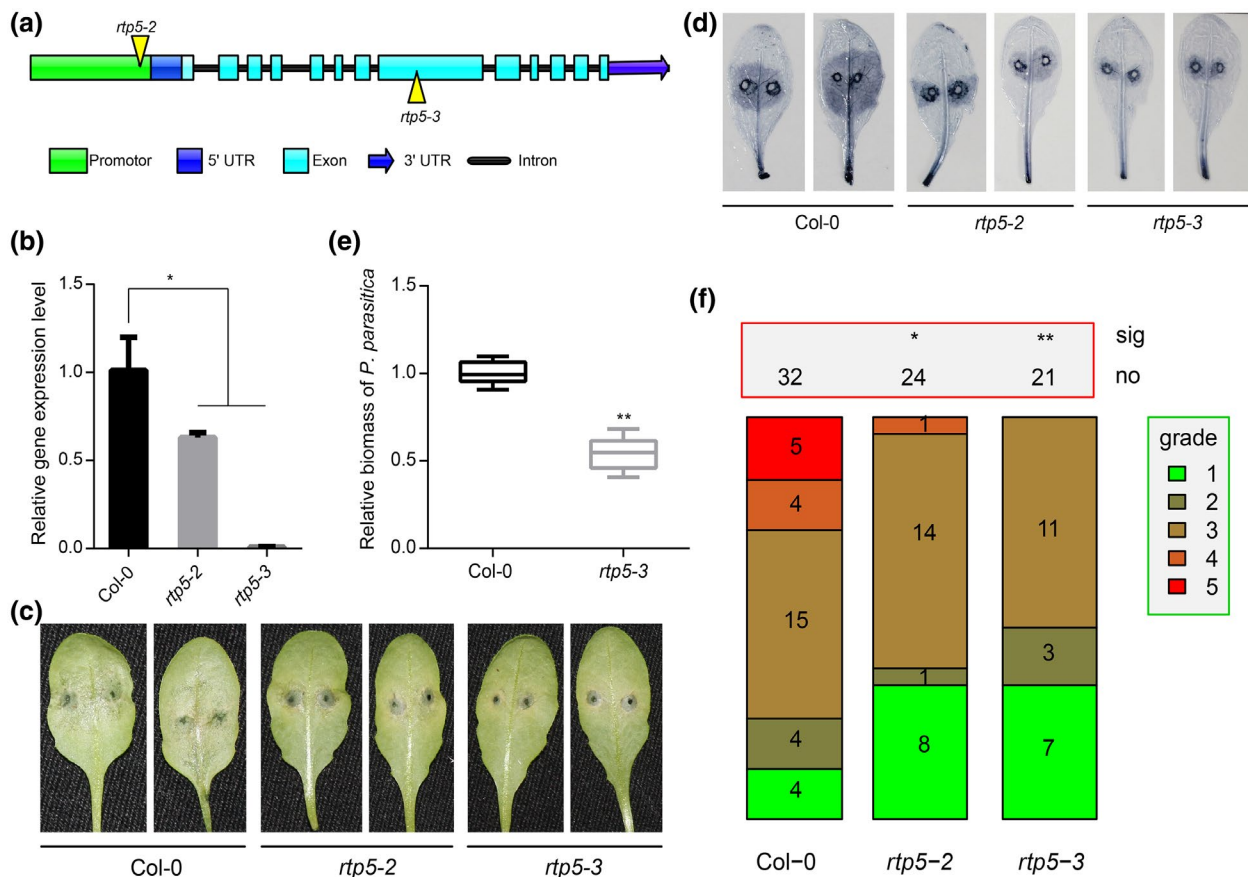 (a)
rtp5-2
rtp5-3
Promotor
5' UTR
Exon
3' UTR
Intron
(b)
Relative gene expression level
1.5
1.0
0.5
0.0
*
Col-0
rtp5-2
rtp5-3
(e)
Relative biomass of P. parasitica
1.5
1.0
0.5
0.0
**
Col-0
rtp5-3
(c)
Col-0
rtp5-2
rtp5-3
(d)
Col-0
rtp5-2
rtp5-3
(f)
* ** sig
32 24 21 no
5
4
15
4
4
1
14
1
8
11
3
7
Col−0
rtp5−2
rtp5−3
grade
1
2
3
4
5